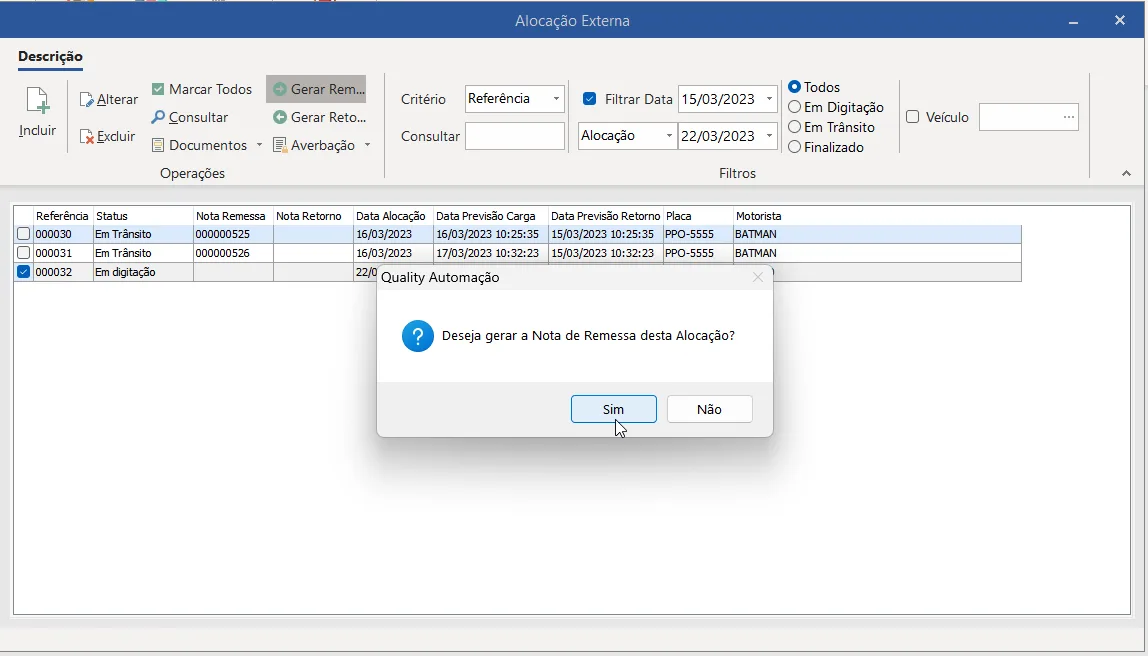 Alocação Externa
Descrição
Incluir
Alterar
Excluir
Marcar Todos
Consultar
Documentos
Gerar Rem...
Gerar Reto...
Averbação
Operações
Critério Referência
Consultar
Filtrar Data 15/03/2023
Alocação 22/03/2023
Todos
Em Digitação
Em Trânsito
Finalizado
Veículo ...
Filtros
Referência Status Nota Remessa Nota Retorno Data Alocação Data Previsão Carga Data Previsão Retorno Placa Motorista
000030 Em Trânsito 000000525 16/03/2023 16/03/2023 10:25:35 15/03/2023 10:25:35 PPO-5555 BATMAN
000031 Em Trânsito 000000526 16/03/2023 17/03/2023 10:32:23 15/03/2023 10:32:23 PPO-5555 BATMAN
000032 Em digitação 22/0
Quality Automação
Deseja gerar a Nota de Remessa desta Alocação?
Sim Não